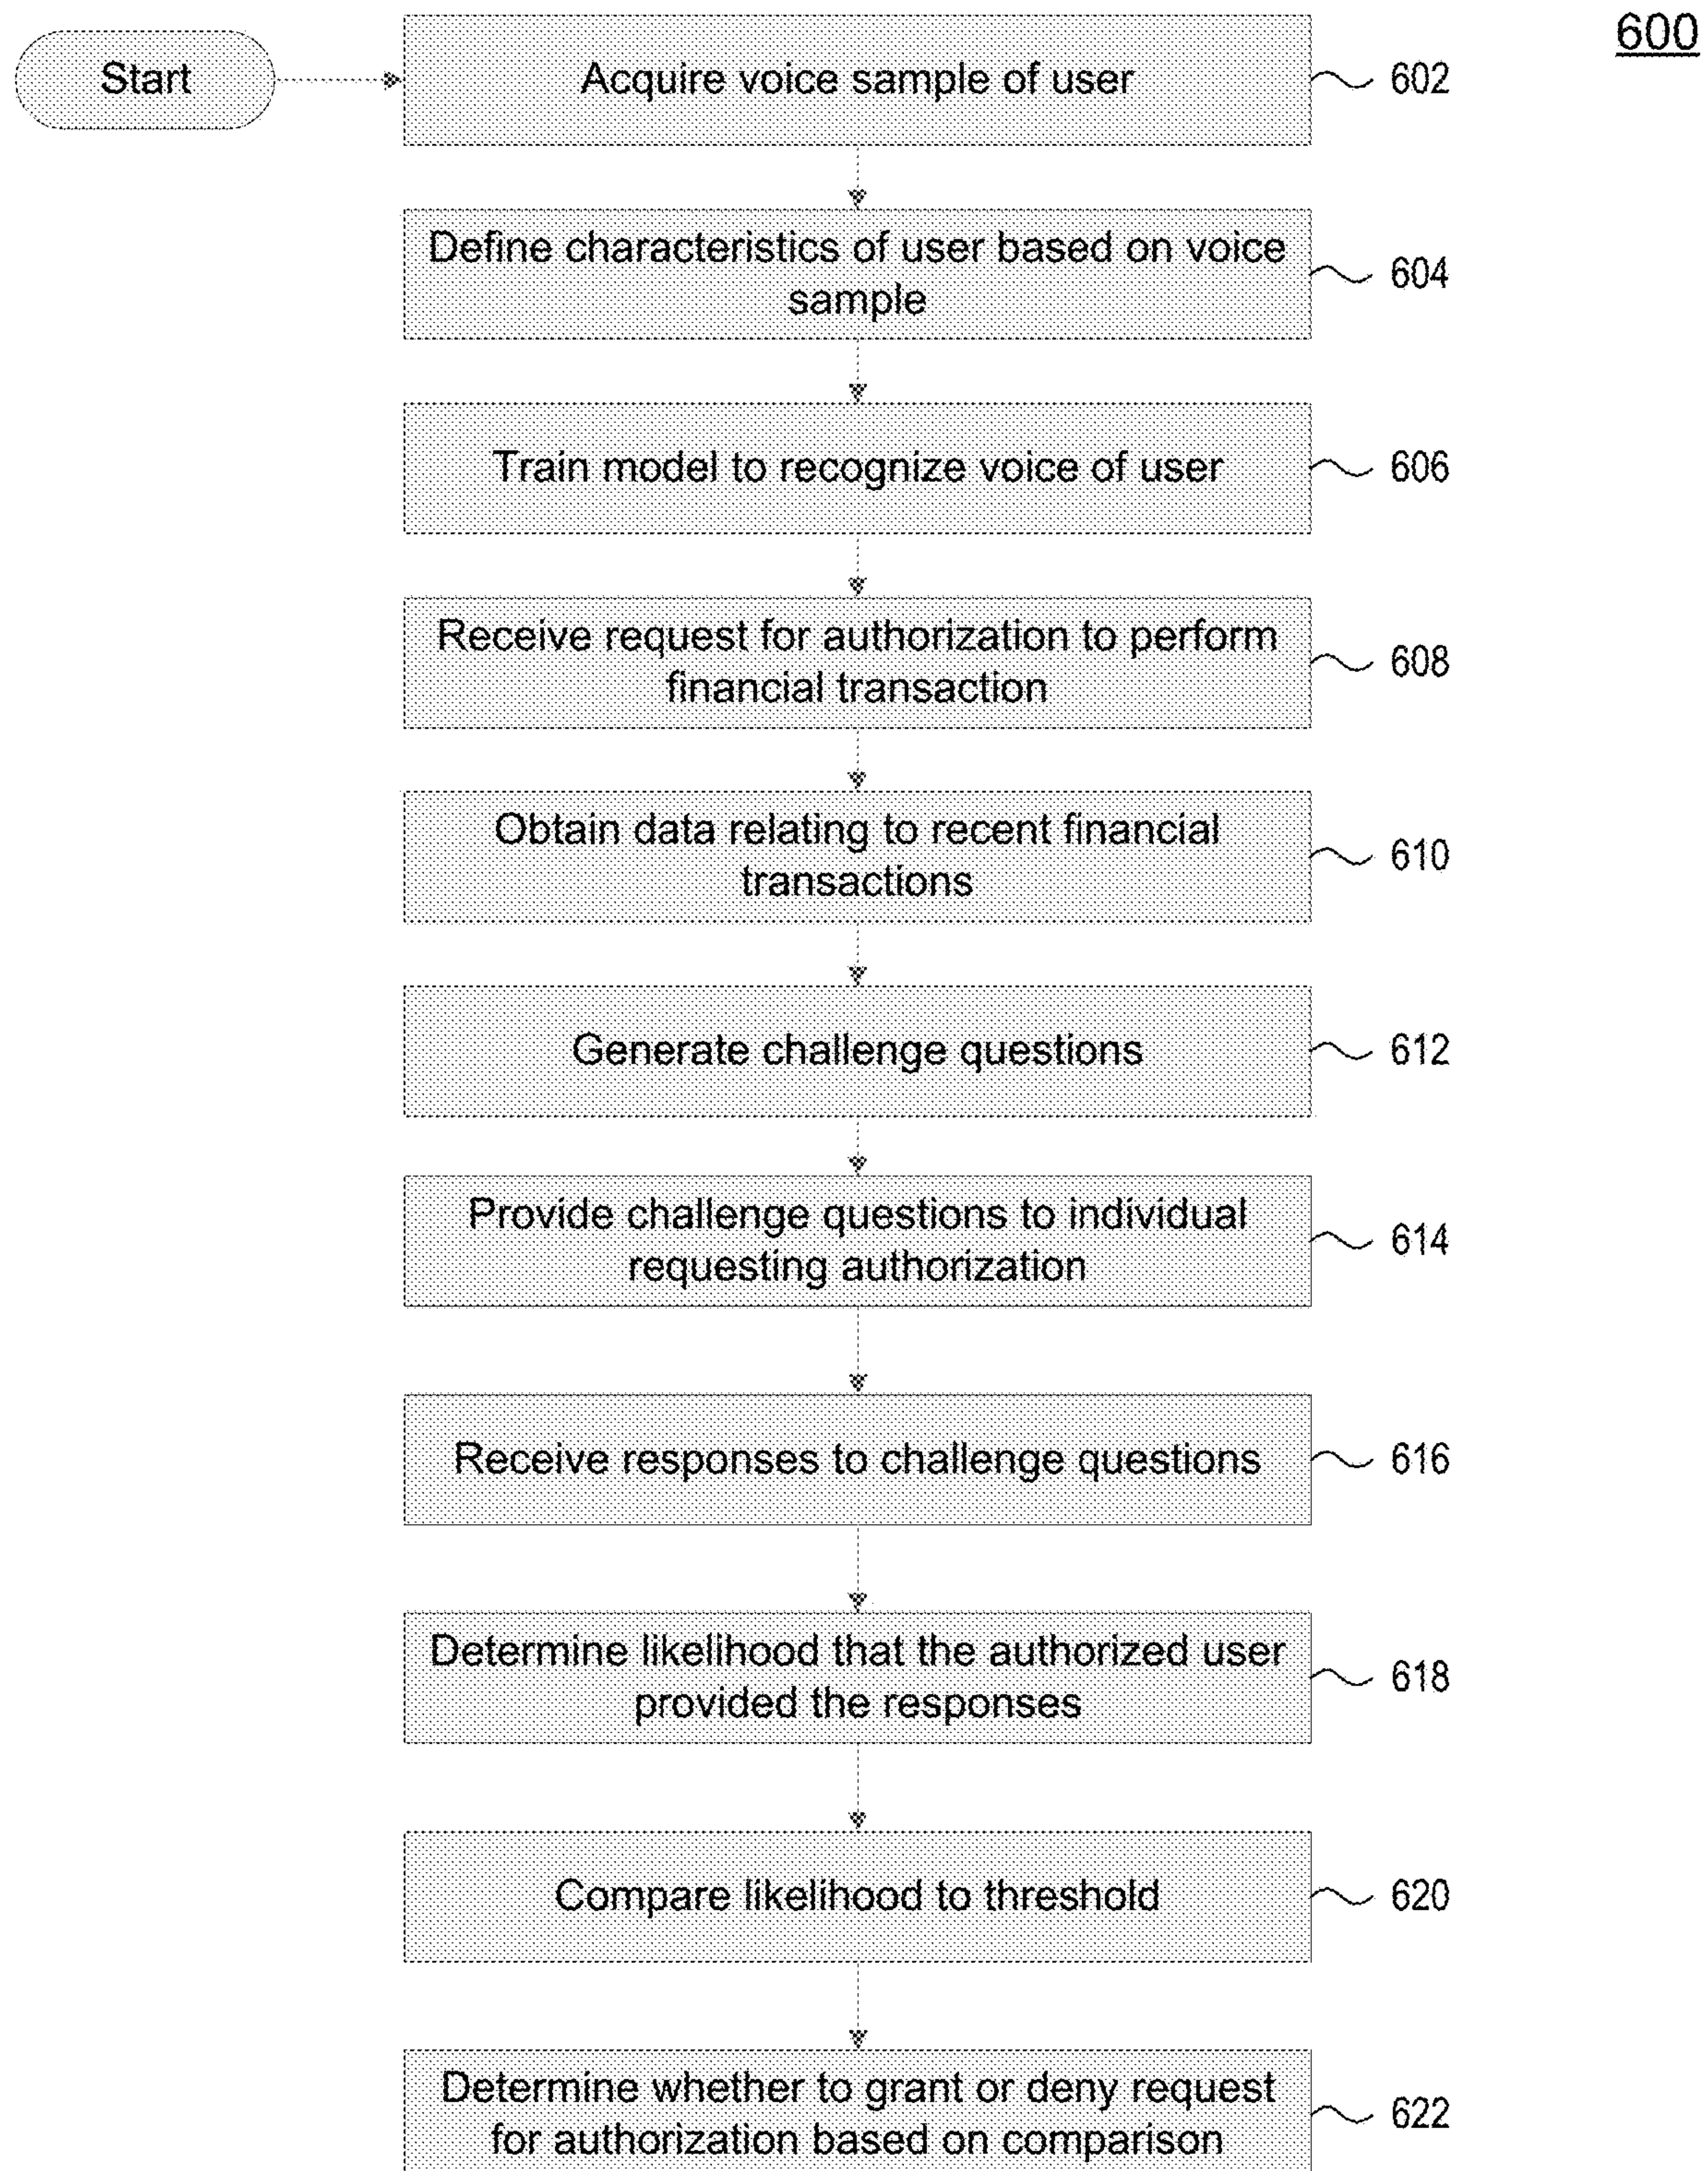 600
Start
Acquire voice sample of user
602
Define characteristics of user based on voice
sample
604
Train model to recognize voice of user
606
Receive request for authorization to perform
financial transaction
608
Obtain data relating to recent financial
transactions
610
Generate challenge questions
612
Provide challenge questions to individual
requesting authorization
614
Receive responses to challenge questions
616
Determine likelihood that the authorized user
provided the responses
618
Compare likelihood to threshold
620
Determine whether to grant or deny request
for authorization based on comparison
622